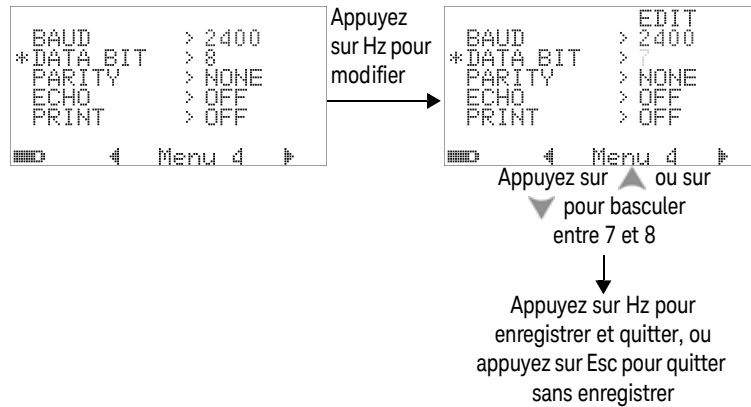 BAUD > 2400
*DATA BIT > 8
PARITY > NONE
ECHO > OFF
PRINT > OFF
Menu 4
Appuyez
sur Hz pour
modifier
EDIT
BAUD > 2400
*DATA BIT > 7
PARITY > NONE
ECHO > OFF
PRINT > OFF
Menu 4
Appuyez sur ou sur
pour basculer
entre 7 et 8
Appuyez sur Hz pour
enregistrer et quitter, ou
appuyez sur Esc pour quitter
sans enregistrer